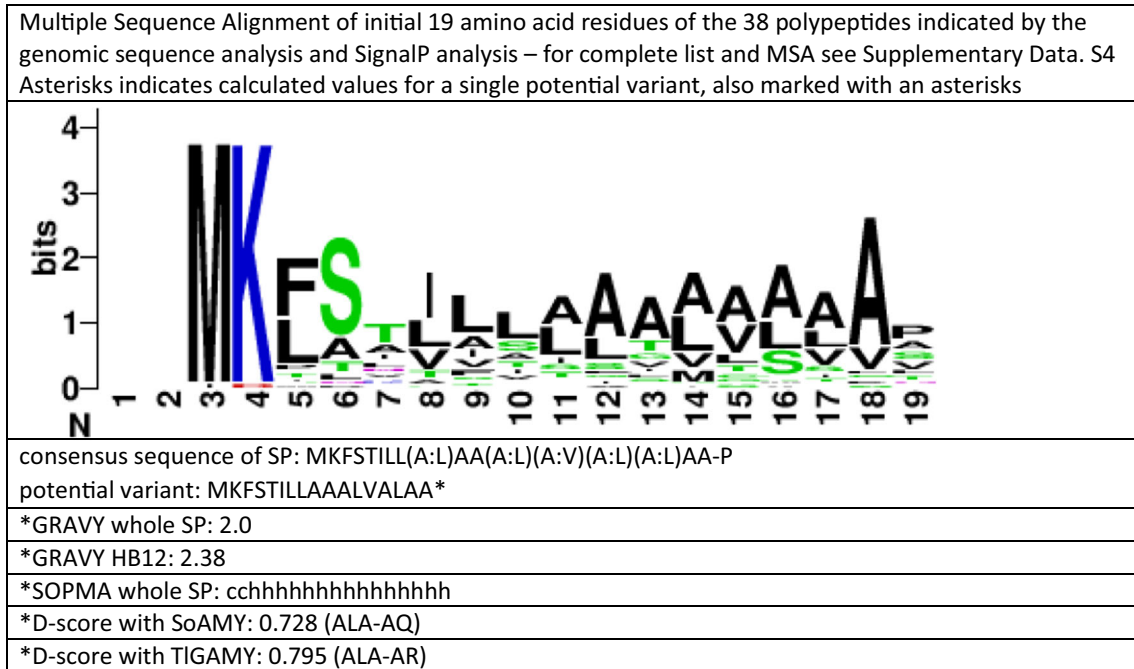 Multiple Sequence Alignment of initial 19 amino acid residues of the 38 polypeptides indicated by the
genomic sequence analysis and SignalP analysis – for complete list and MSA see Supplementary Data. S4
Asterisks indicates calculated values for a single potential variant, also marked with an asterisks
4
3
bits
2
1
0
N
1 2 3 4 5 6 7 8 9 10 11 12 13 14 15 16 17 18 19
consensus sequence of SP: MKFSTILL(A:L)AA(A:L)(A:V)(A:L)(A:L)AA-P
potential variant: MKFSTILLAAALVALAA*
*GRAVY whole SP: 2.0
*GRAVY HB12: 2.38
*SOPMA whole SP: cchhhhhhhhhhhhhhh
*D-score with SoAMY: 0.728 (ALA-AQ)
*D-score with TlGAMY: 0.795 (ALA-AR)